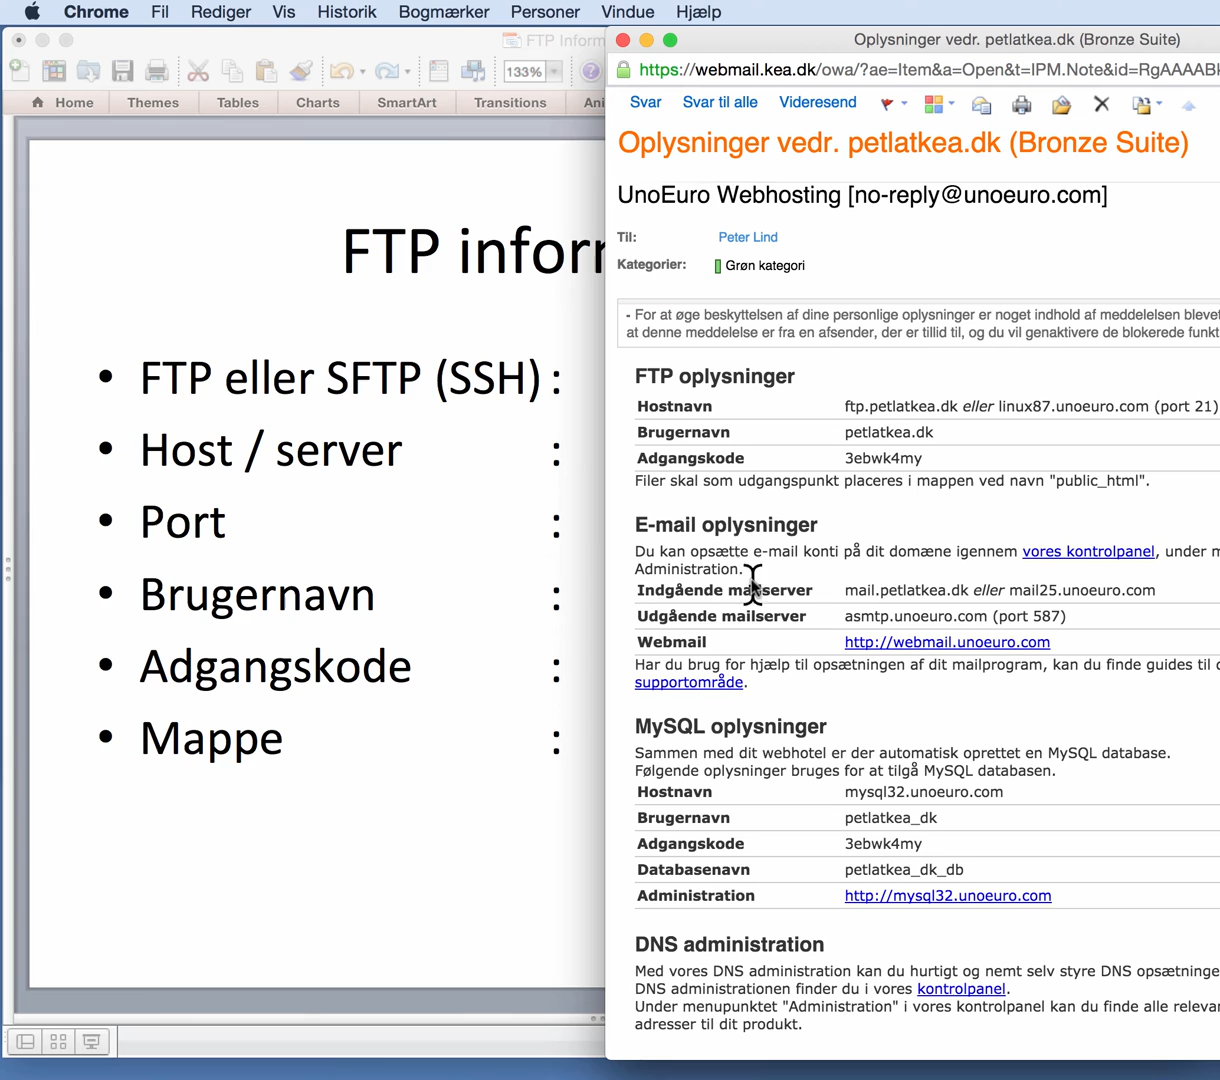 Chrome Fil Rediger Vis Historik Bogmærker Personer Vindue Hjælp
FTP Inform
133%
Home Themes Tables Charts SmartArt Transitions Ani
FTP inforr
• FTP eller SFTP (SSH) :
• Host / server :
• Port :
• Brugernavn :
• Adgangskode :
• Mappe :
Oplysninger vedr. petlatkea.dk (Bronze Suite)
https://webmail.kea.dk/owa/?ae=Item&a=Open&t=IPM.Note&id=RgAAAABk
Svar Svar til alle Videresend
Oplysninger vedr. petlatkea.dk (Bronze Suite)
UnoEuro Webhosting [no-reply@unoeuro.com]
Til: Peter Lind
Kategorier: Grøn kategori
- For at øge beskyttelsen af dine personlige oplysninger er noget indhold af meddelelsen blevet
at denne meddelelse er fra en afsender, der er tillid til, og du vil genaktivere de blokerede funkt
FTP oplysninger
Hostnavn ftp.petlatkea.dk eller linux87.unoeuro.com (port 21)
Brugernavn petlatkea.dk
Adgangskode 3ebwk4my
Filer skal som udgangspunkt placeres i mappen ved navn "public_html".
E-mail oplysninger
Du kan opsætte e-mail konti på dit domæne igennem vores kontrolpanel, under m
Administration.
Indgående mailserver mail.petlatkea.dk eller mail25.unoeuro.com
Udgående mailserver asmtp.unoeuro.com (port 587)
Webmail http://webmail.unoeuro.com
Har du brug for hjælp til opsætningen af dit mailprogram, kan du finde guides til d
supportområde.
MySQL oplysninger
Sammen med dit webhotel er der automatisk oprettet en MySQL database.
Følgende oplysninger bruges for at tilgå MySQL databasen.
Hostnavn mysql32.unoeuro.com
Brugernavn petlatkea_dk
Adgangskode 3ebwk4my
Databasenavn petlatkea_dk_db
Administration http://mysql32.unoeuro.com
DNS administration
Med vores DNS administration kan du hurtigt og nemt selv styre DNS opsætninge
DNS administrationen finder du i vores kontrolpanel.
Under menupunktet "Administration" i vores kontrolpanel kan du finde alle releva
adresser til dit produkt.